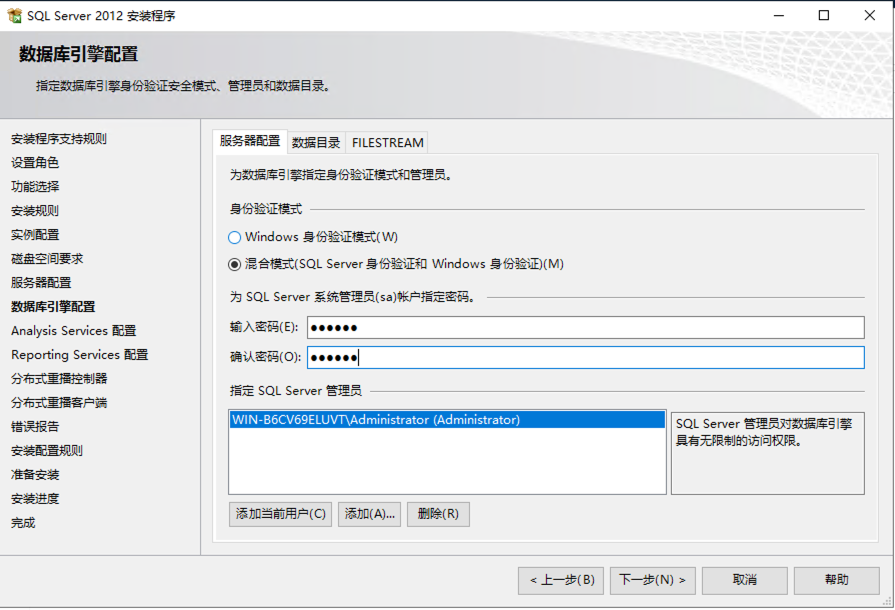 SQL Server 2012 安装程序
数据库引擎配置
指定数据库引擎身份验证安全模式、管理员和数据目录。
安装程序支持规则
设置角色
功能选择
安装规则
实例配置
磁盘空间要求
服务器配置
数据库引擎配置
Analysis Services 配置
Reporting Services 配置
分布式重播控制器
分布式重播客户端
错误报告
安装配置规则
准备安装
安装进度
完成
服务器配置 数据目录 FILESTREAM
为数据库引擎指定身份验证模式和管理员。
身份验证模式
Windows 身份验证模式(W)
混合模式(SQL Server 身份验证和 Windows 身份验证)(M)
为 SQL Server 系统管理员(sa)帐户指定密码。
输入密码(E): ●●●●●●
确认密码(O): ●●●●●●
指定 SQL Server 管理员
WIN-B6CV69ELUVT\Administrator (Administrator)
SQL Server 管理员对数据库引擎
具有无限制的访问权限。
添加当前用户(C) 添加(A)... 删除(R)
< 上一步(B) 下一步(N) > 取消 帮助